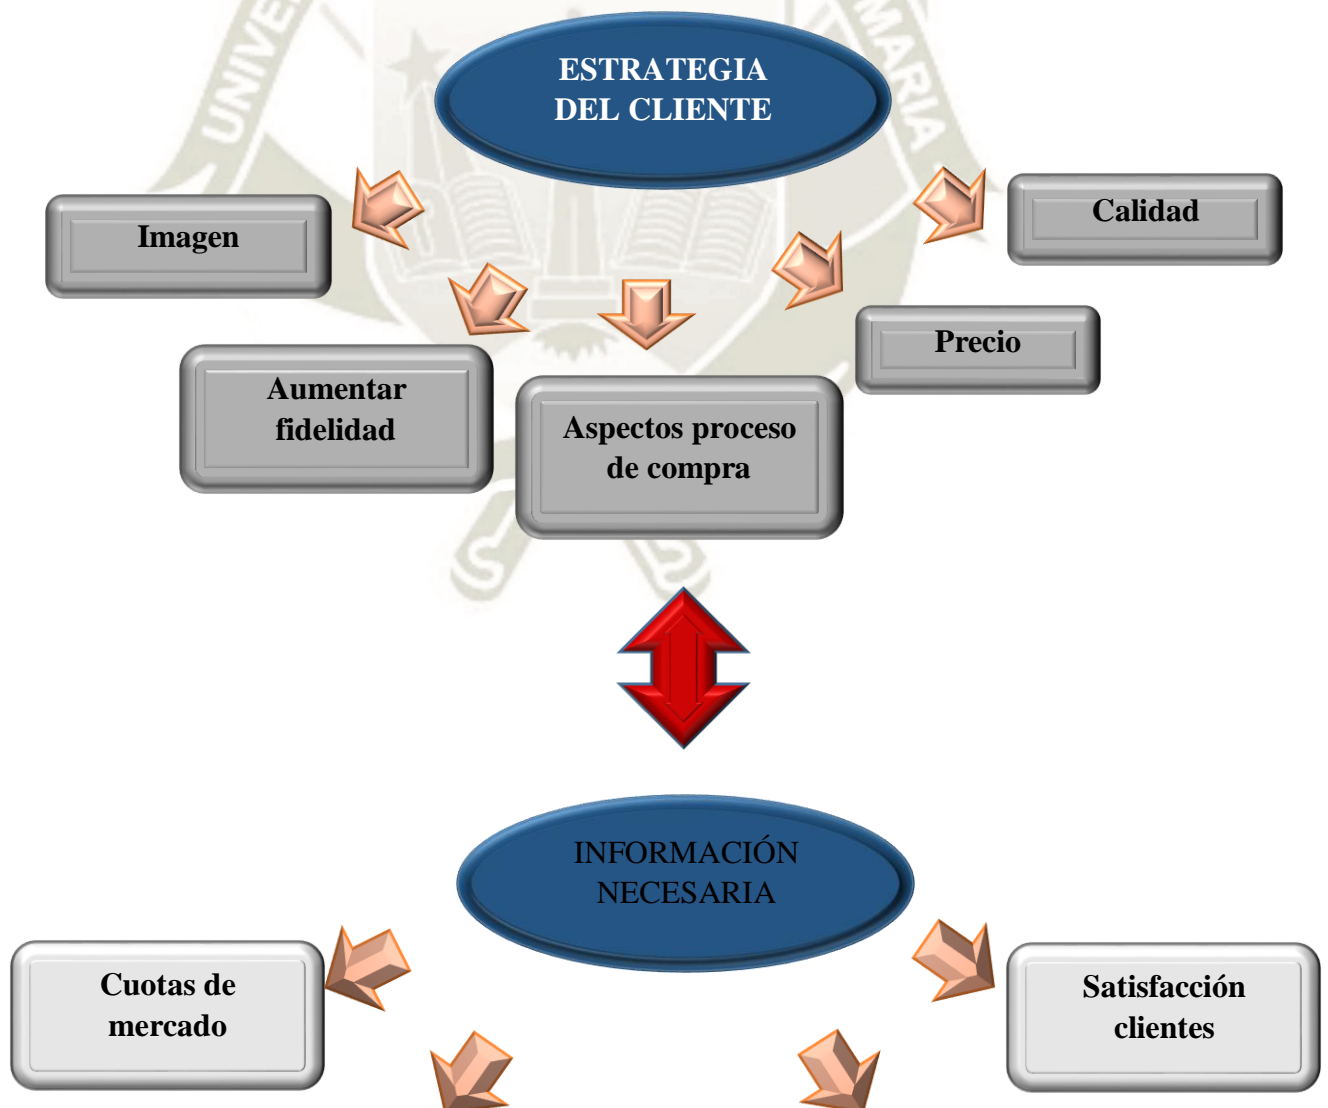 ESTRATEGIA
DEL CLIENTE
Imagen
Calidad
Precio
Aumentar
fidelidad
Aspectos proceso
de compra
INFORMACIÓN
NECESARIA
Cuotas de
mercado
Satisfacción
clientes